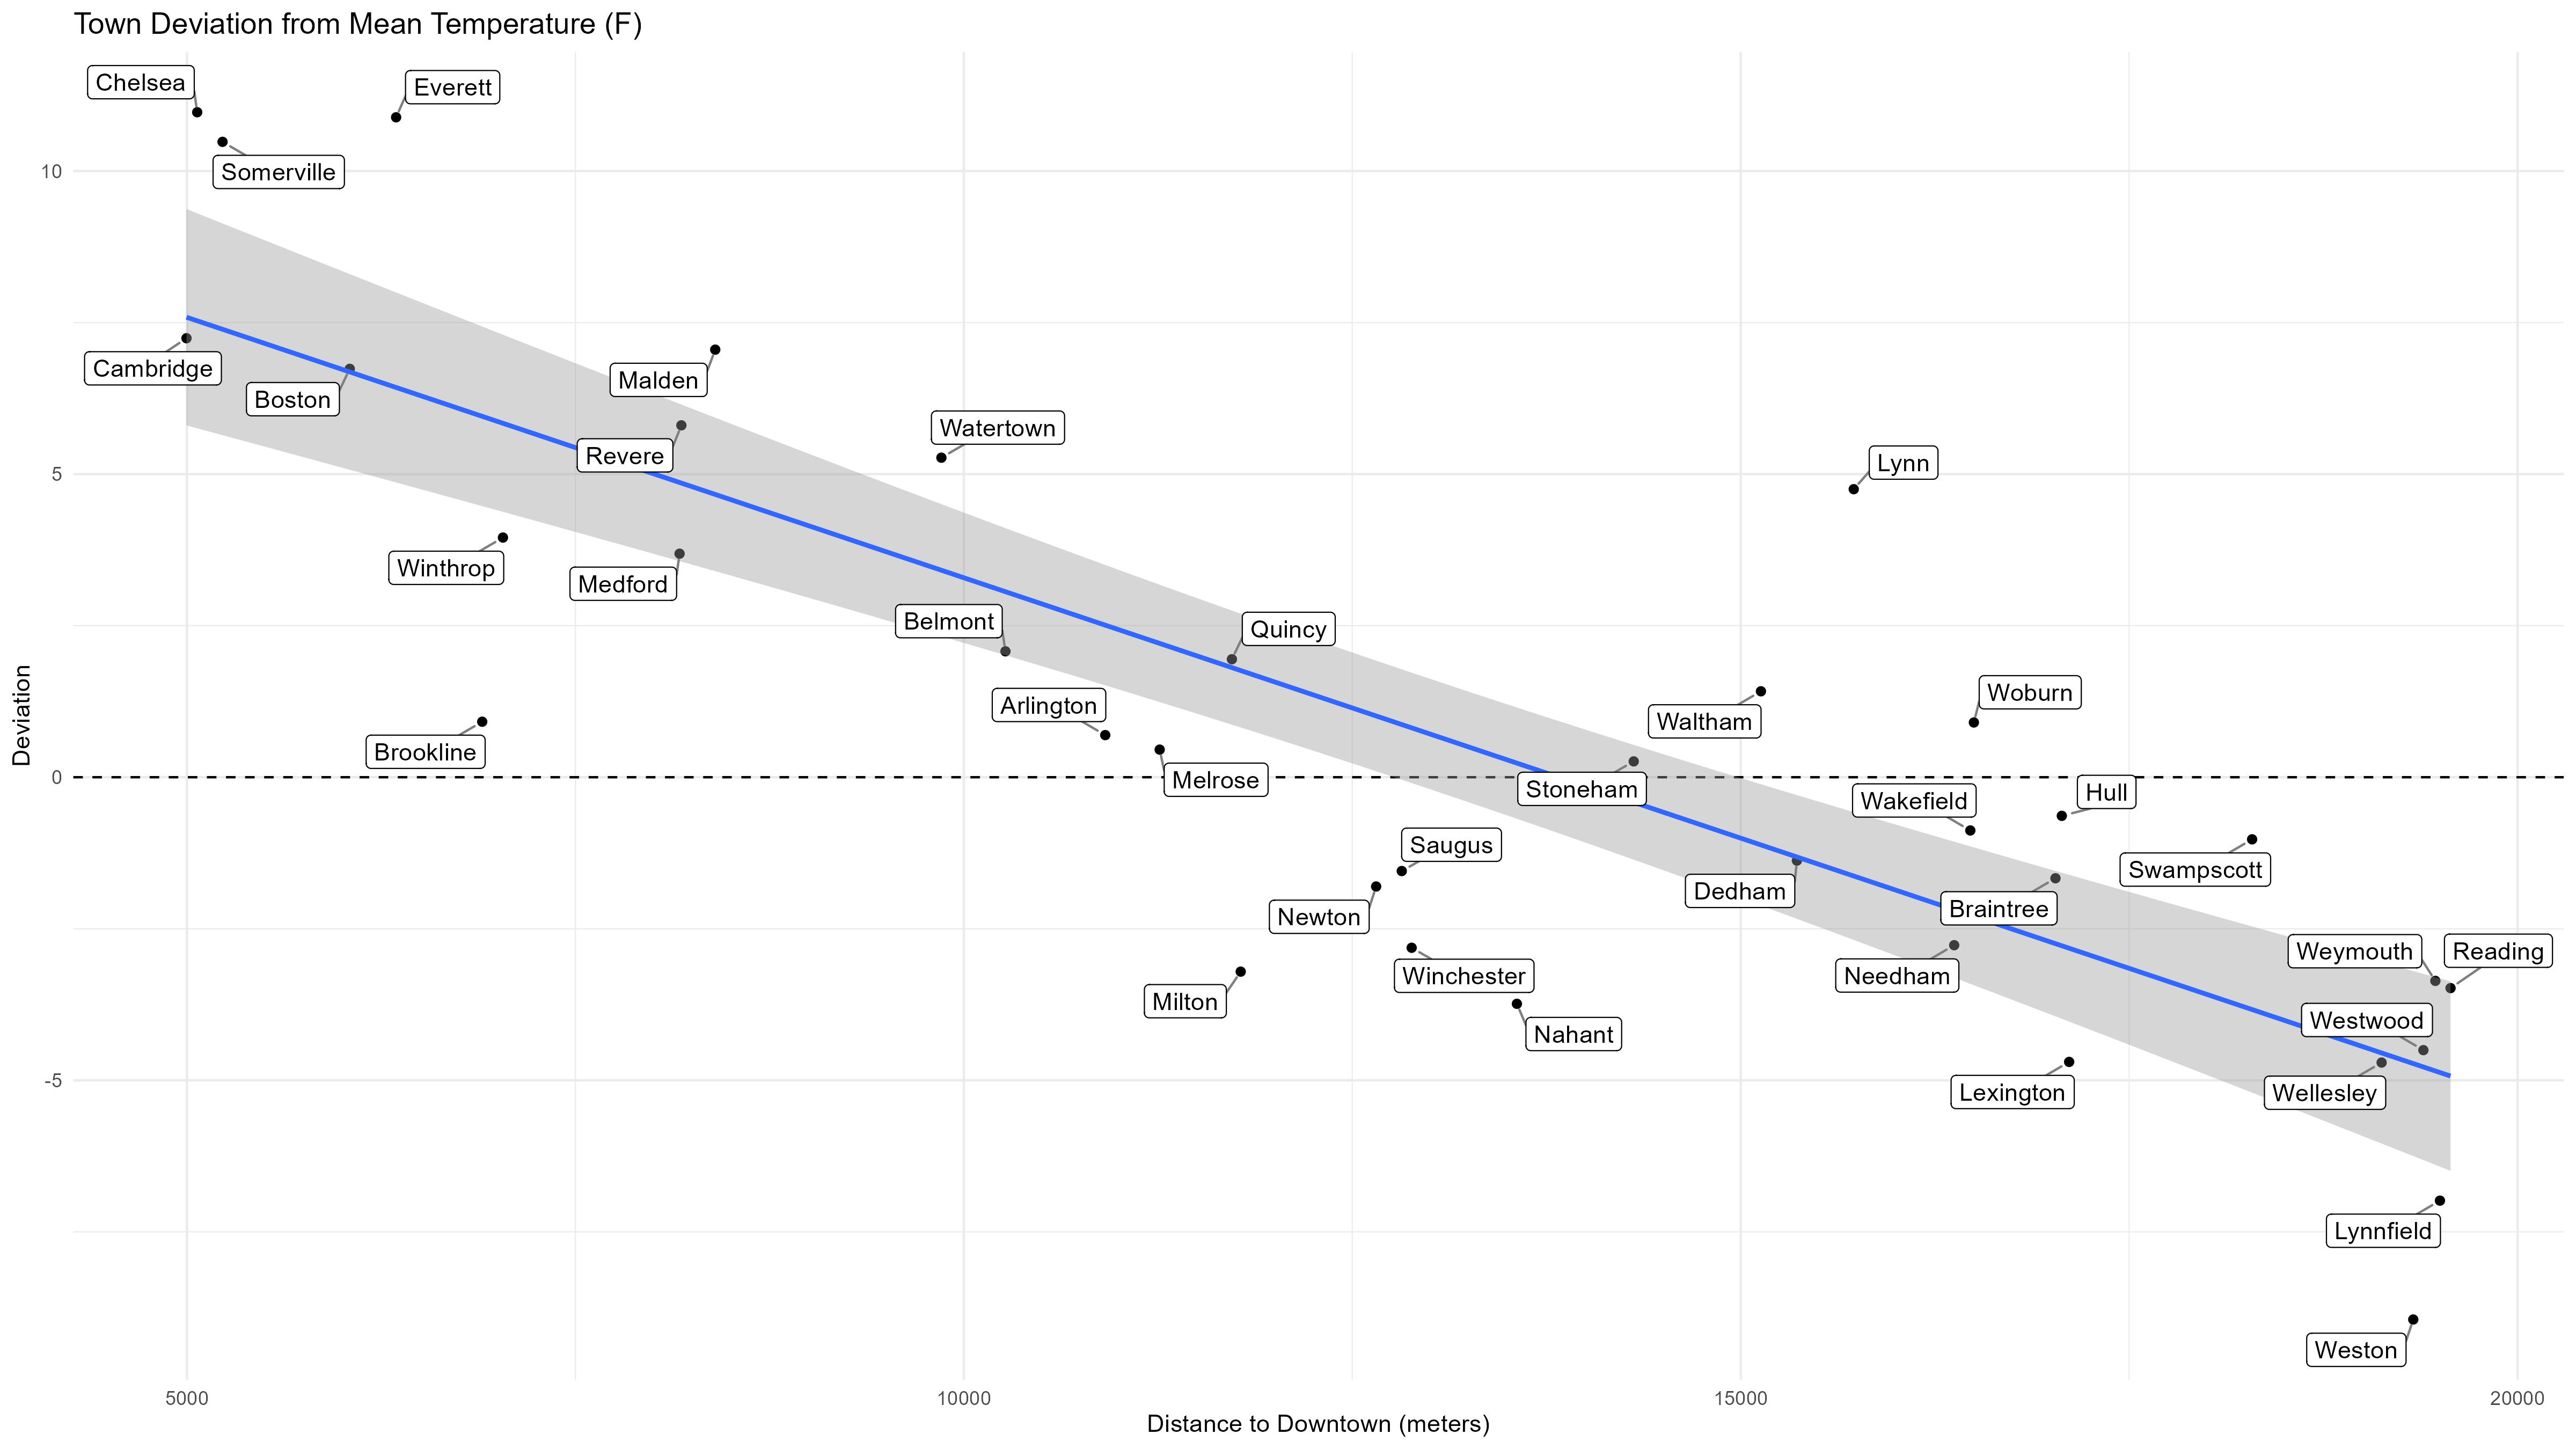 Town Deviation from Mean Temperature (F)
Chelsea
Everett
Somerville
10
Cambridge
Boston
Malden
Watertown
Revere
Lynn
5
Winthrop
Medford
Belmont
Quincy
Arlington
Woburn
Waltham
Brookline
Deviation
0
Melrose
Stoneham
Wakefield
Hull
Saugus
Swampscott
Dedham
Newton
Braintree
Weymouth
Reading
Winchester
Needham
Milton
Nahant
Westwood
-5
Lexington
Wellesley
Lynnfield
Weston
5000
10000
15000
20000
Distance to Downtown (meters)